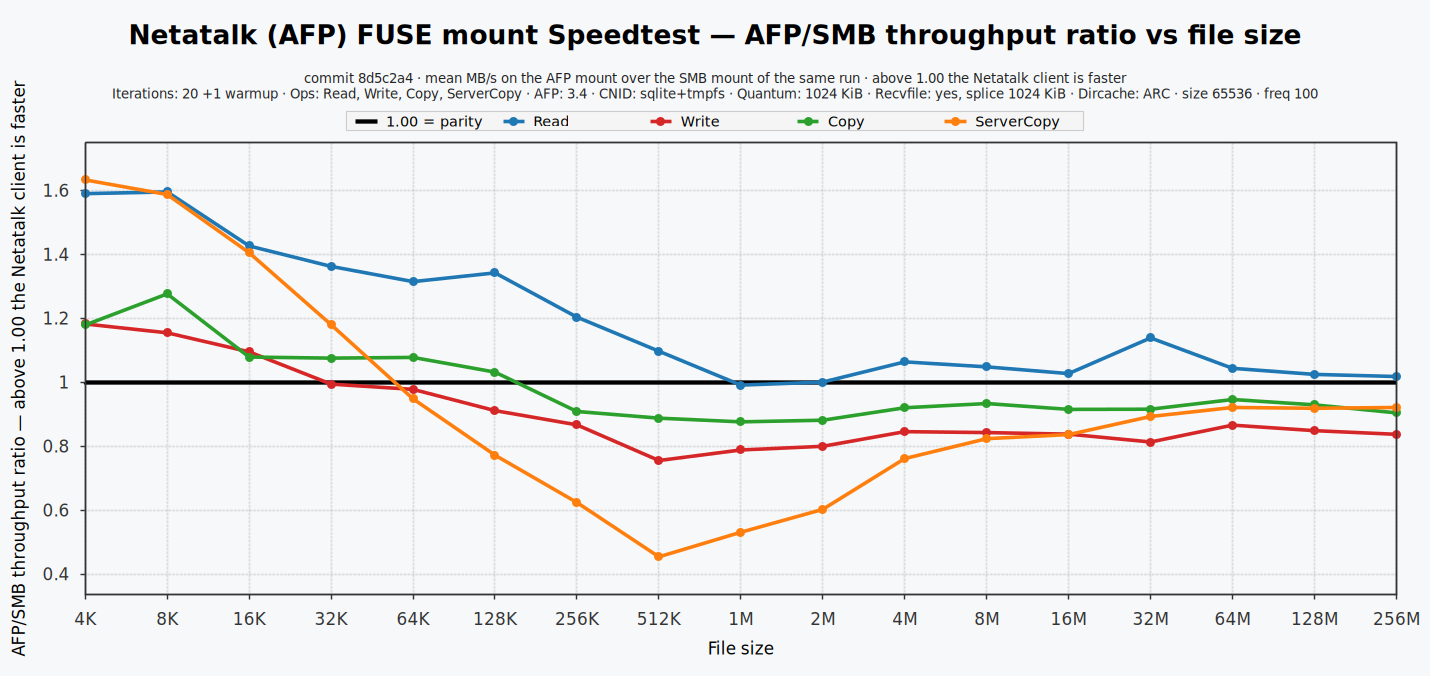 Netatalk (AFP) FUSE mount Speedtest — AFP/SMB throughput ratio vs file size
commit 8d5c2a4 · mean MB/s on the AFP mount over the SMB mount of the same run · above 1.00 the Netatalk client is faster
Iterations: 20 +1 warmup · Ops: Read, Write, Copy, ServerCopy · AFP: 3.4 · CNID: sqlite+tmpfs · Quantum: 1024 KiB · Recvfile: yes, splice 1024 KiB · Dircache: ARC · size 65536 · freq 100
1.00 = parity Read Write Copy ServerCopy
AFP/SMB throughput ratio — above 1.00 the Netatalk client is faster
1.6
1.4
1.2
1
0.8
0.6
0.4
4K 8K 16K 32K 64K 128K 256K 512K 1M 2M 4M 8M 16M 32M 64M 128M 256M
File size